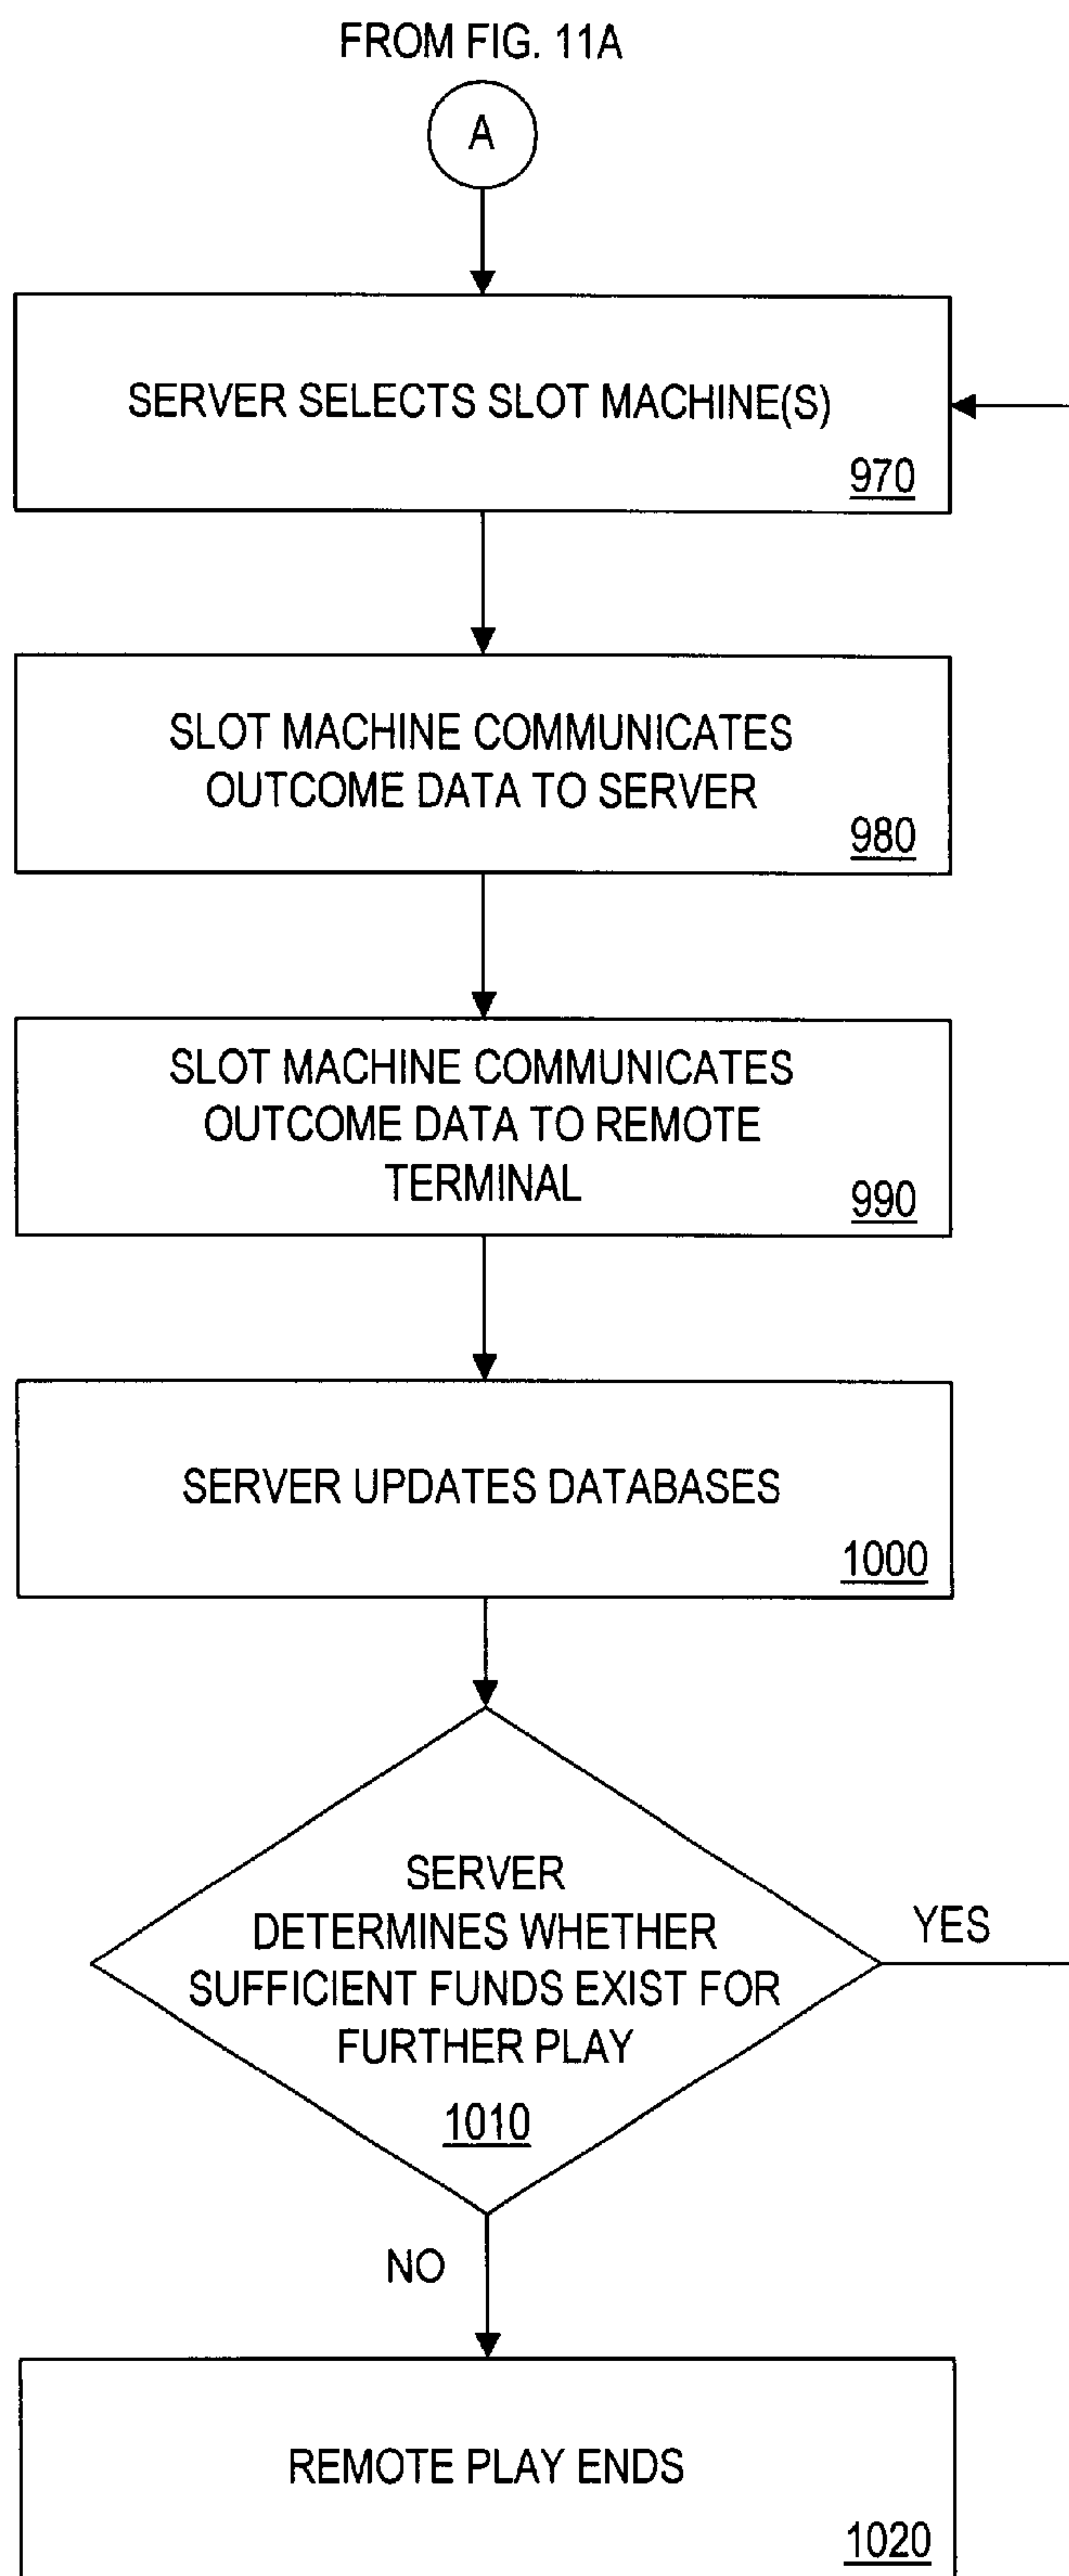 FROM FIG. 11A
A
SERVER SELECTS SLOT MACHINE(S)
970
SLOT MACHINE COMMUNICATES
OUTCOME DATA TO SERVER
980
SLOT MACHINE COMMUNICATES
OUTCOME DATA TO REMOTE
TERMINAL
990
SERVER UPDATES DATABASES
1000
SERVER
DETERMINES WHETHER
SUFFICIENT FUNDS EXIST FOR
FURTHER PLAY
1010
YES
NO
REMOTE PLAY ENDS
1020